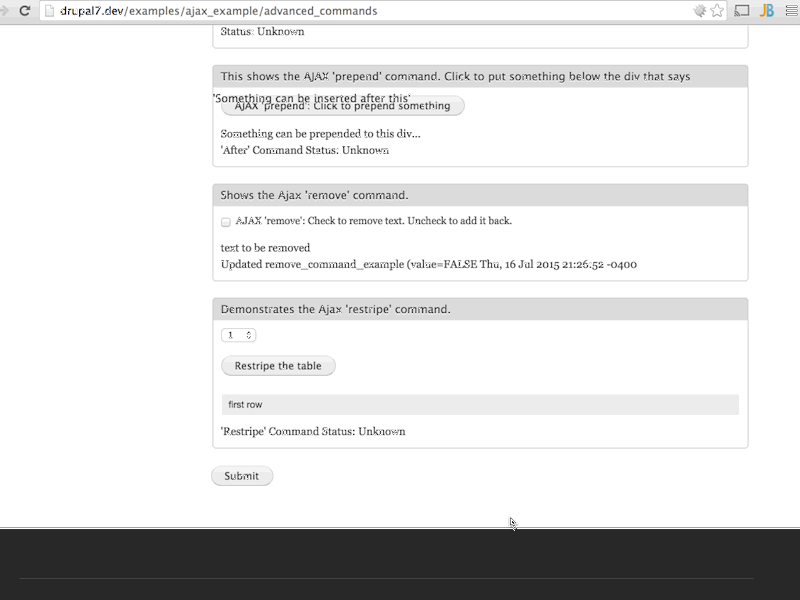 drupal7.dev/examples/ajax_example/advanced_commands
JB
Status: Unknown
This shows the AJAX 'prepend' command. Click to put something below the div that says
'Something can be inserted after this'
AJAX 'prepend': Click to prepend something
Something can be prepended to this div...
'After' Command Status: Unknown
Shows the Ajax 'remove' command.
AJAX 'remove': Check to remove text. Uncheck to add it back.
text to be removed
Updated remove_command_example (value=FALSE Thu, 16 Jul 2015 21:26:52 -0400
Demonstrates the Ajax 'restripe' command.
1
Restripe the table
first row
'Restripe' Command Status: Unknown
Submit